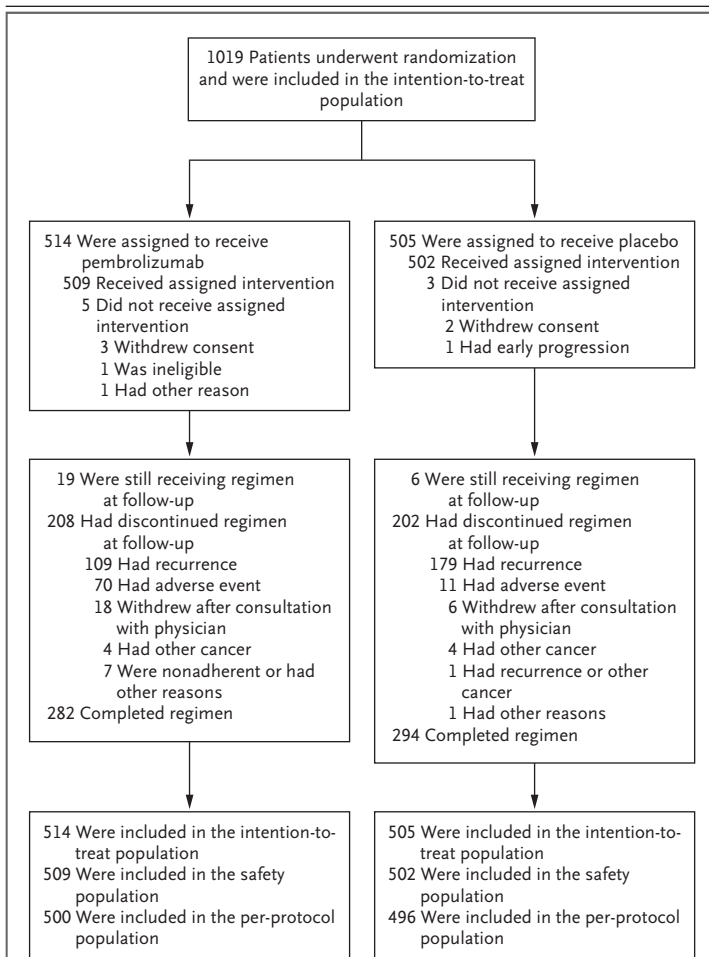 1019 Patients underwent randomization
and were included in the intention-to-treat
population
514 Were assigned to receive
pembrolizumab
509 Received assigned intervention
5 Did not receive assigned
intervention
3 Withdrew consent
1 Was ineligible
1 Had other reason
505 Were assigned to receive placebo
502 Received assigned intervention
3 Did not receive assigned
intervention
2 Withdrew consent
1 Had early progression
19 Were still receiving regimen
at follow-up
208 Had discontinued regimen
at follow-up
109 Had recurrence
70 Had adverse event
18 Withdrew after consultation
with physician
4 Had other cancer
7 Were nonadherent or had
other reasons
282 Completed regimen
6 Were still receiving regimen
at follow-up
202 Had discontinued regimen
at follow-up
179 Had recurrence
11 Had adverse event
6 Withdrew after consultation
with physician
4 Had other cancer
1 Had recurrence or other
cancer
1 Had other reasons
294 Completed regimen
514 Were included in the intention-to-
treat population
509 Were included in the safety
population
500 Were included in the per-protocol
population
505 Were included in the intention-to-
treat population
502 Were included in the safety
population
496 Were included in the per-protocol
population